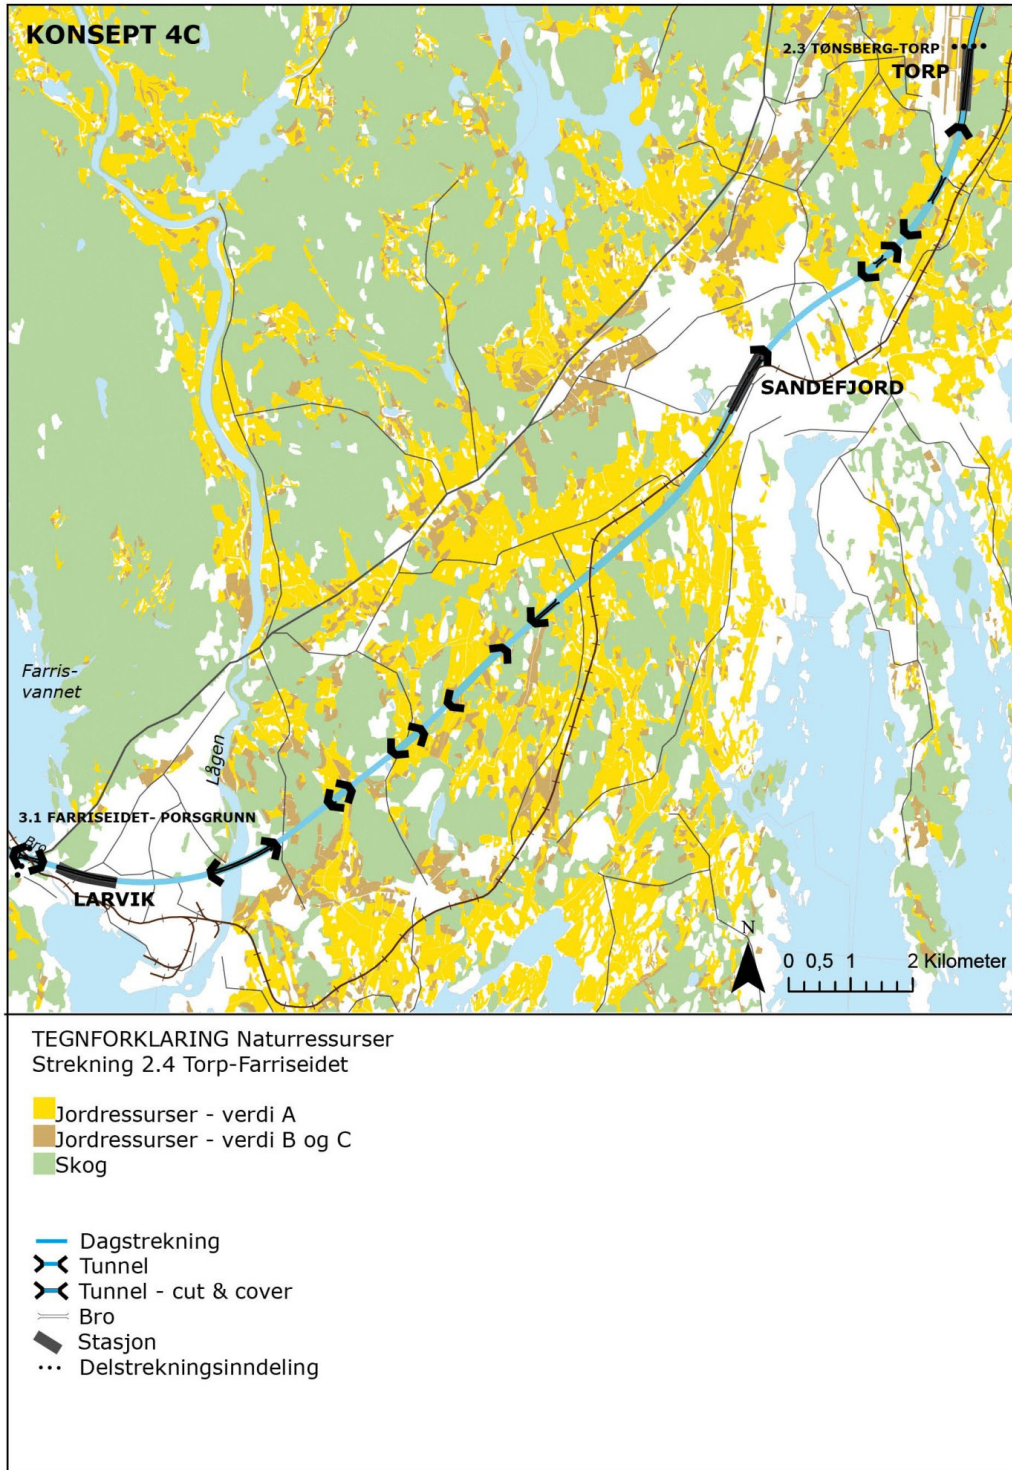 KONSEPT 4C
2.3 TØNSBERG-TORP
TORP
SANDEFJORD
Farris-
vannet
Lågen
3.1 FARRISEIDET- PORSGRUNN
Bro
LARVIK
N
0 0,5 1 2 Kilometer
TEGNFORKLARING Naturressurser
Strekning 2.4 Torp-Farriseidet
Jordressurser - verdi A
Jordressurser - verdi B og C
Skog
Dagstrekning
Tunnel
Tunnel - cut & cover
Bro
Stasjon
Delstrekningsinndeling